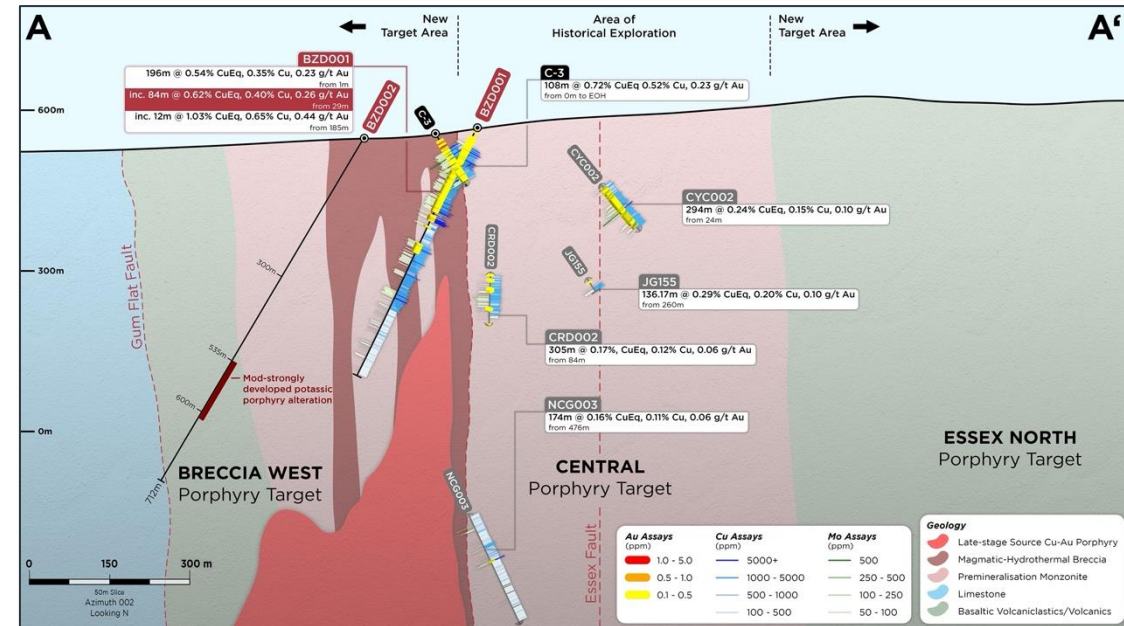 A
New
Target Area
Area of
Historical Exploration
New
Target Area
A'
BZD001
196m @ 0.54% CuEq, 0.35% Cu, 0.23 g/t Au
from 1m
inc. 84m @ 0.62% CuEq, 0.40% Cu, 0.26 g/t Au
from 29m
inc. 12m @ 1.03% CuEq, 0.65% Cu, 0.44 g/t Au
from 185m
BZD002
C-3
BZD001
C-3
108m @ 0.72% CuEq 0.52% Cu, 0.23 g/t Au
from 0m to EOH
600m
300m
0m
CYC002
CYC002
294m @ 0.24% CuEq, 0.15% Cu, 0.10 g/t Au
from 24m
CRD002
JG155
JG155
136.17m @ 0.29% CuEq, 0.20% Cu, 0.10 g/t Au
from 260m
CRD002
305m @ 0.17%, CuEq, 0.12% Cu, 0.06 g/t Au
from 84m
NCG003
174m @ 0.16% CuEq, 0.11% Cu, 0.06 g/t Au
from 476m
Gum Flat Fault
300m
535m
600m
712m
Mod-strongly
developed potassic
porphyry alteration
BRECCIA WEST
Porphyry Target
CENTRAL
Porphyry Target
ESSEX NORTH
Porphyry Target
NCG003
Essex Fault
0 150 300 m
50m Slice
Azimuth 002
Looking N
Au Assays
(ppm)
1.0 - 5.0
0.5 - 1.0
0.1 - 0.5
Cu Assays
(ppm)
5000+
1000 - 5000
500 - 1000
100 - 500
Mo Assays
(ppm)
500
250 - 500
100 - 250
50 - 100
Geology
Late-stage Source Cu-Au Porphyry
Magmatic-Hydrothermal Breccia
Premineralisation Monzonite
Limestone
Basaltic Volcaniclastics/Volcanics